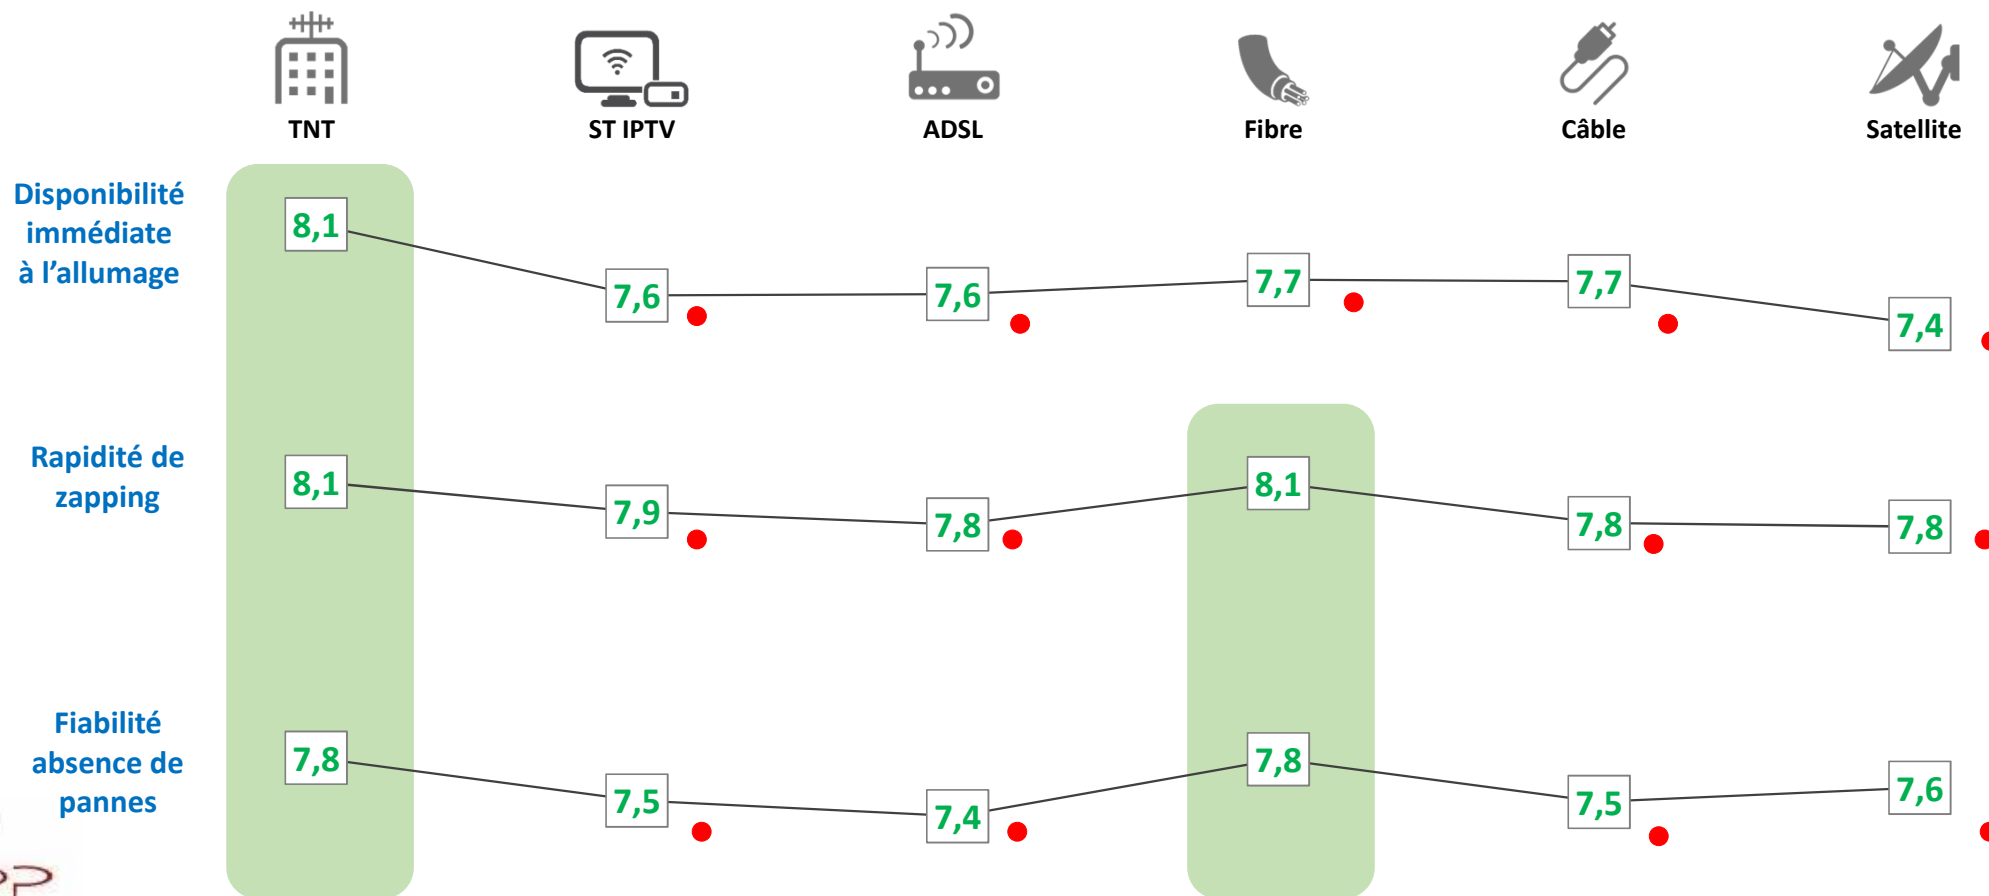 TNT
ST IPTV
ADSL
Fibre
Câble
Satellite
Disponibilité
immédiate
à l'allumage
8,1
7,6
7,6
7,7
7,7
7,4
Rapidité de
zapping
8,1
7,9
7,8
8,1
7,8
7,8
Fiabilité
absence de
pannes
7,8
7,5
7,4
7,8
7,5
7,6